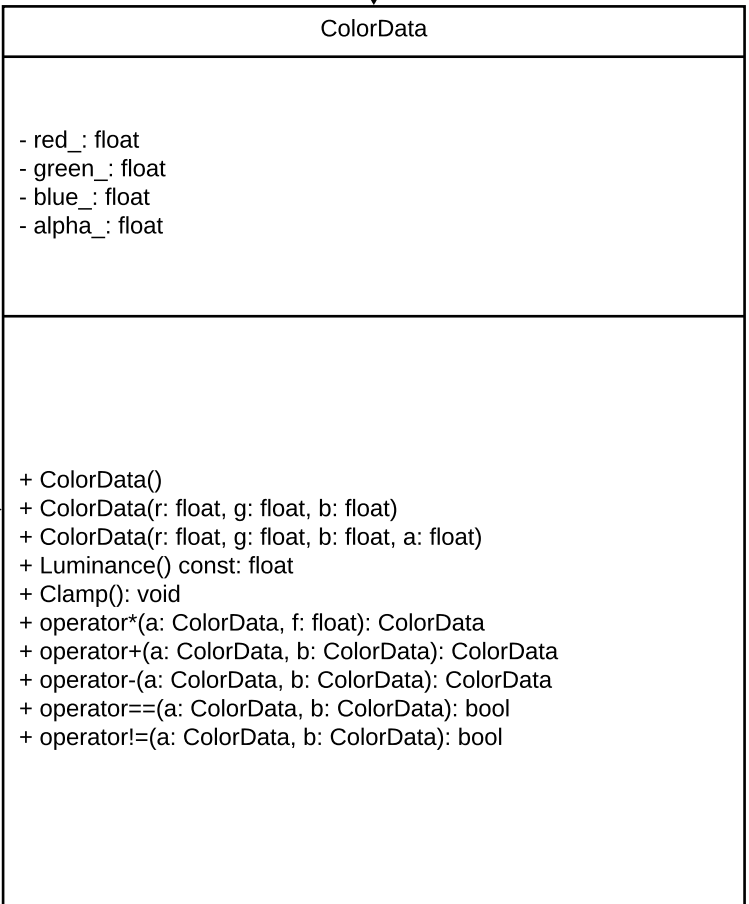 ColorData
- red_: float
- green_: float
- blue_: float
- alpha_: float
+ ColorData()
+ ColorData(r: float, g: float, b: float)
+ ColorData(r: float, g: float, b: float, a: float)
+ Luminance() const: float
+ Clamp(): void
+ operator*(a: ColorData, f: float): ColorData
+ operator+(a: ColorData, b: ColorData): ColorData
+ operator-(a: ColorData, b: ColorData): ColorData
+ operator==(a: ColorData, b: ColorData): bool
+ operator!=(a: ColorData, b: ColorData): bool